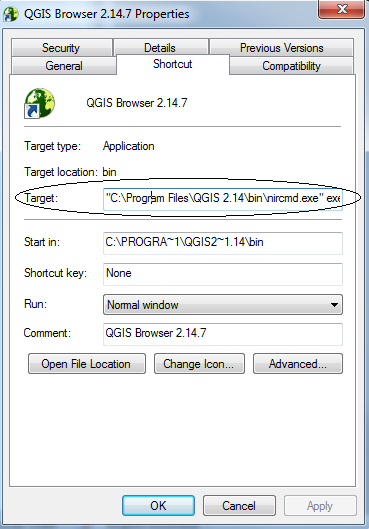 QGIS Browser 2.14.7 Properties
Security Details Previous Versions
General Shortcut Compatibility
QGIS Browser 2.14.7
Target type: Application
Target location: bin
Target: "C:\Program Files\QGIS 2.14\bin\nircmd.exe" exe
Start in: C:\PROGRA~1\QGIS2~1.14\bin
Shortcut key: None
Run: Normal window
Comment: QGIS Browser 2.14.7
Open File Location Change Icon... Advanced...
OK Cancel Apply